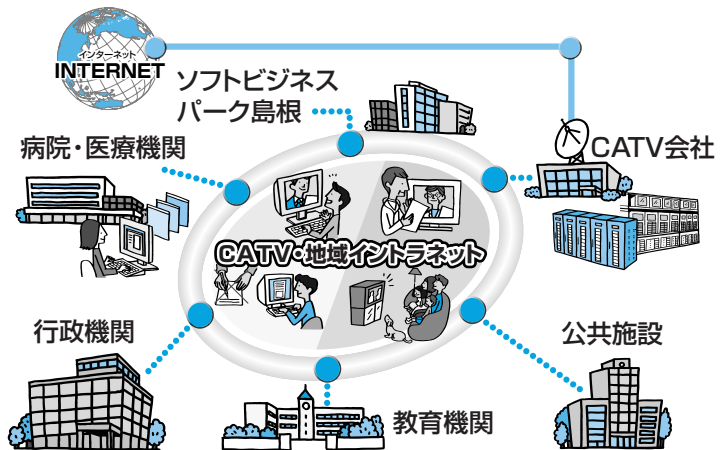 インターネット
INTERNET
ソフトビジネス
パーク島根
病院・医療機関
CATV会社
CATV・地域イントラネット
行政機関
公共施設
教育機関